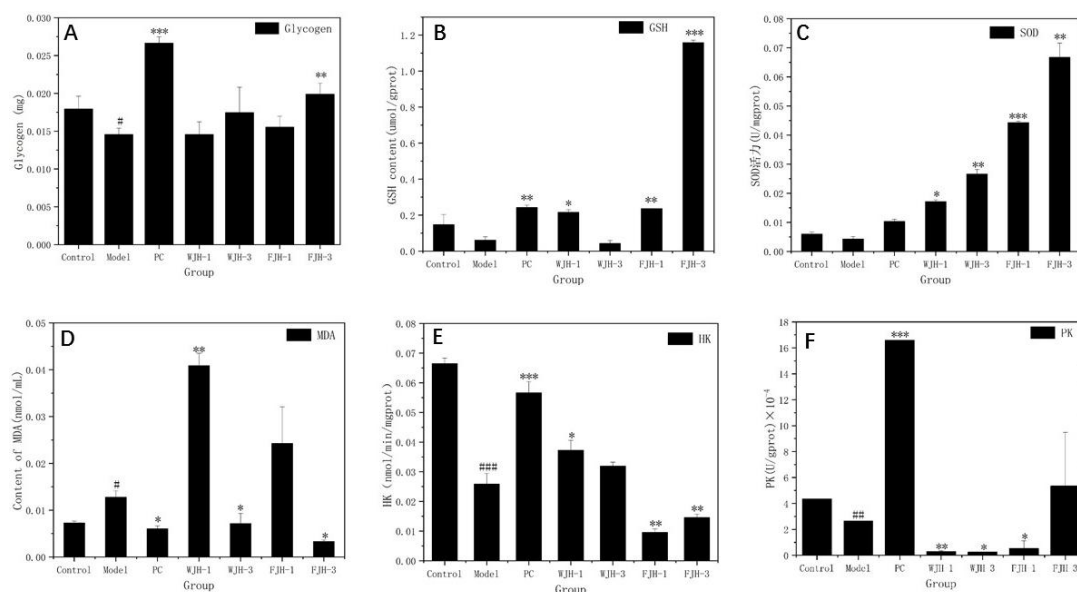 A
Glycogen
Glycogen (mg)
0.030
0.025
0.020
0.015
0.010
0.005
0.000
#
***
**
Control Model PC WJH-1 WJH-3 FJH-1 FJH-3
Group
B
GSH
GSH content(umol/gprot)
1.2
1.0
0.8
0.6
0.4
0.2
0.0
**
*
**
***
Control Model PC WJH-1 WJH-3 FJH-1 FJH-3
Group
C
SOD
SOD活力(U/mgprot)
0.08
0.07
0.06
0.05
0.04
0.03
0.02
0.01
0.00
*
**
***
**
Control Model PC WJH-1 WJH-3 FJH-1 FJH-3
Group
D
MDA
Content of MDA(nmol/mL)
0.05
0.04
0.03
0.02
0.01
0.00
#
*
**
*
*
Control Model PC WJH-1 WJH-3 FJH-1 FJH-3
Group
E
HK
HK (nmol/min/mgprot)
0.08
0.07
0.06
0.05
0.04
0.03
0.02
0.01
0.00
###
***
*
**
**
Control Model PC WJH-1 WJH-3 FJH-1 FJH-3
Group
F
PK
PK(U/gprot)×10⁻⁴
18
16
14
12
10
8
6
4
2
0
##
***
**
*
*
Control Model PC WJH-1 WJH-3 FJH-1 FJH-3
Group